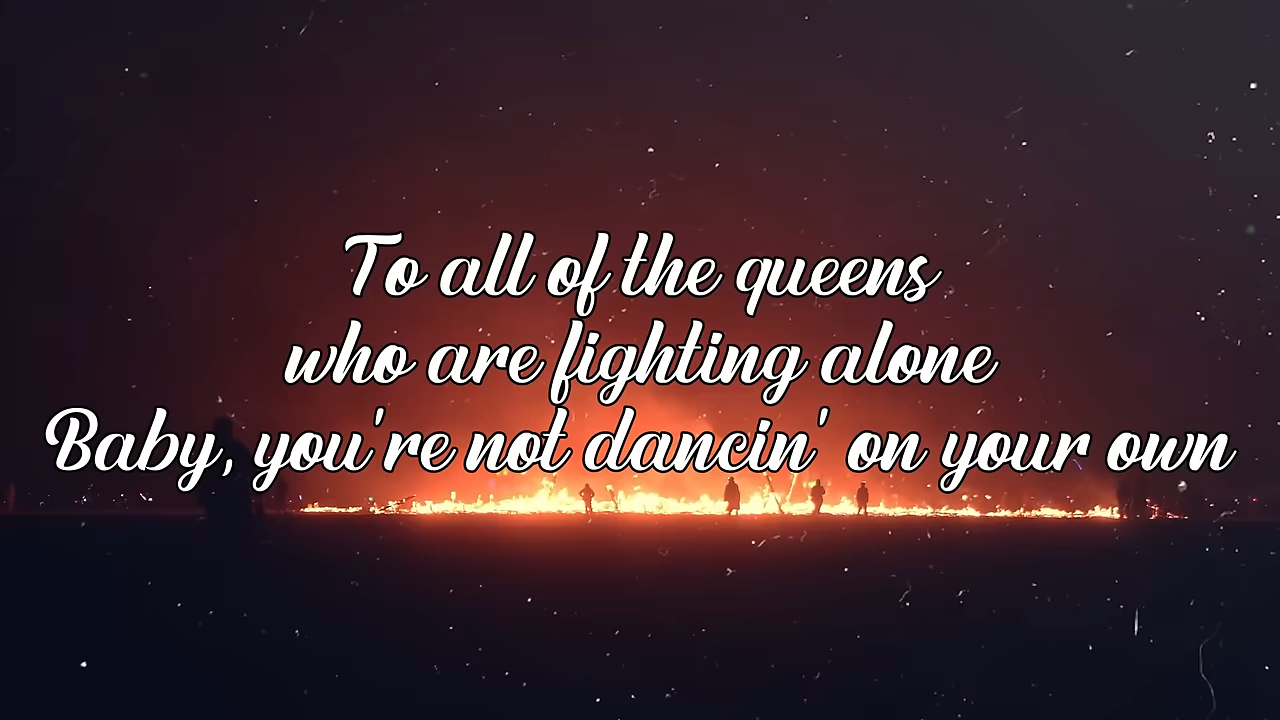 To all of the queens
who are fighting alone
Baby, you're not dancin' on your own